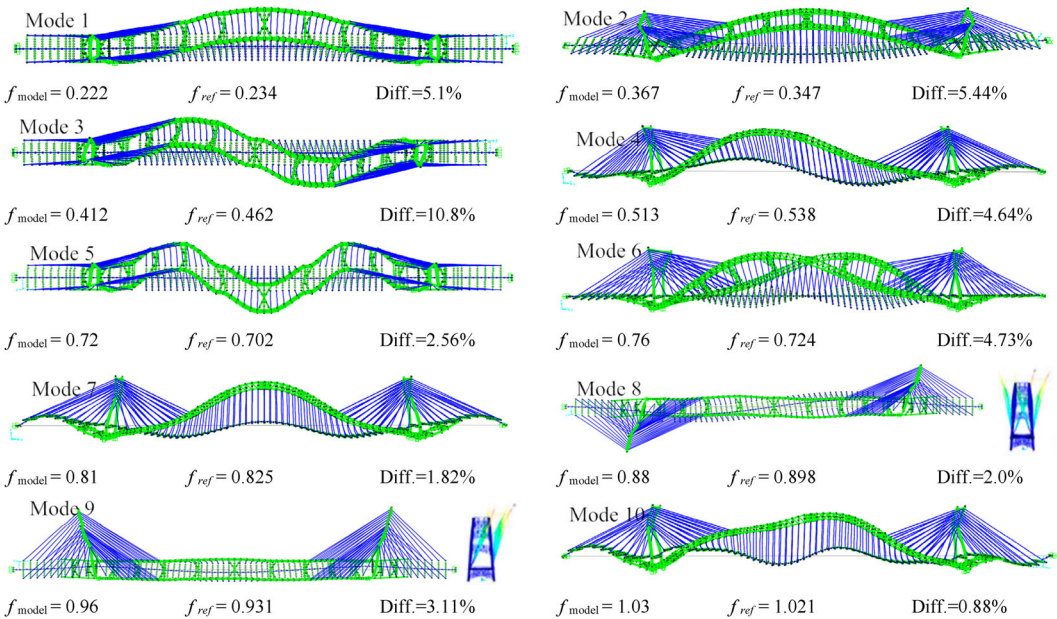 Mode 1
f model = 0.222 f ref = 0.234 Diff.=5.1%
Mode 2
f model = 0.367 f ref = 0.347 Diff.=5.44%
Mode 3
f model = 0.412 f ref = 0.462 Diff.=10.8%
Mode 4
f model = 0.513 f ref = 0.538 Diff.=4.64%
Mode 5
f model = 0.72 f ref = 0.702 Diff.=2.56%
Mode 6
f model = 0.76 f ref = 0.724 Diff.=4.73%
Mode 7
f model = 0.81 f ref = 0.825 Diff.=1.82%
Mode 8
f model = 0.88 f ref = 0.898 Diff.=2.0%
Mode 9
f model = 0.96 f ref = 0.931 Diff.=3.11%
Mode 10
f model = 1.03 f ref = 1.021 Diff.=0.88%